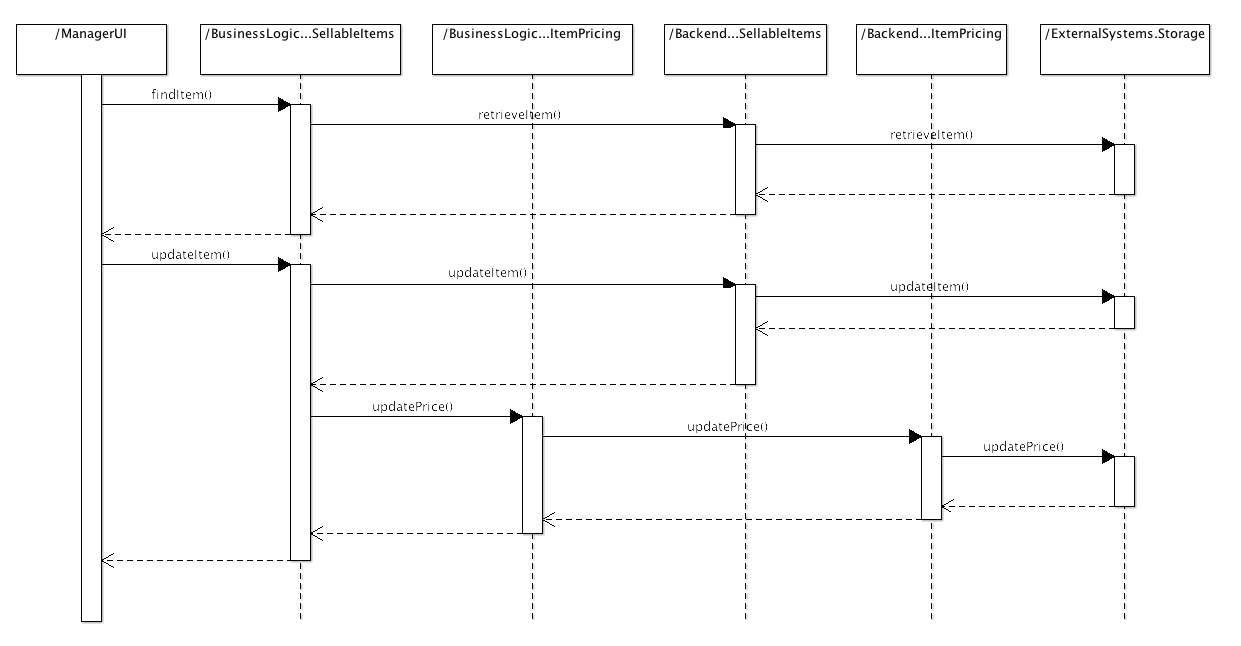 /ManagerUI
/BusinessLogic...SellableItems
/BusinessLogic...ItemPricing
/Backend...SellableItems
/Backend...ItemPricing
/ExternalSystems.Storage
findItem()
retrieveItem()
retrieveItem()
updateItem()
updateItem()
updateItem()
updatePrice()
updatePrice()
updatePrice()